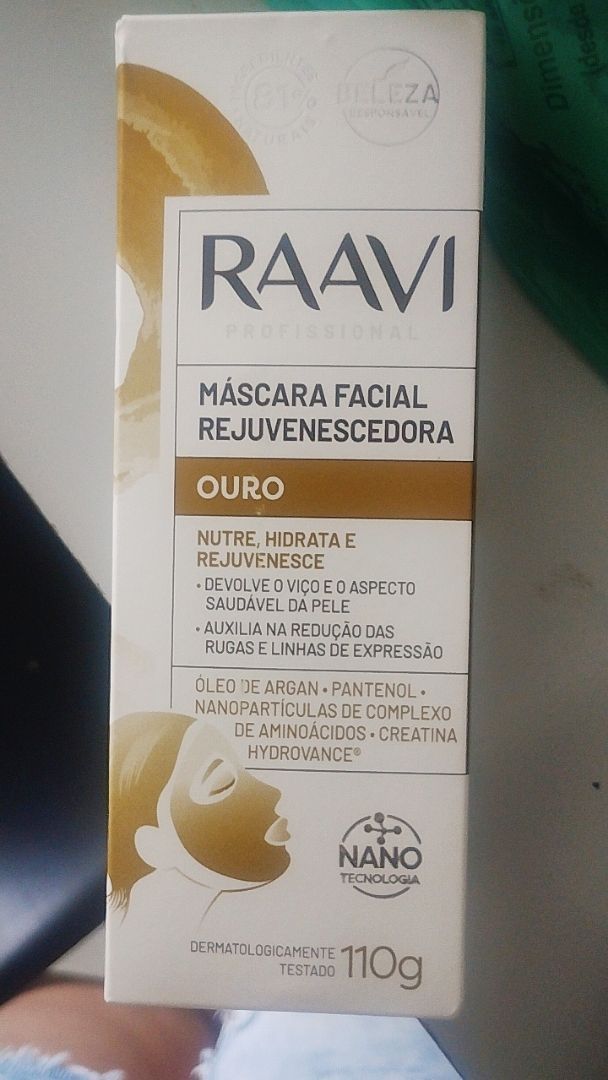 INGREDIENTES
81%
NATURAIS
BELEZA
RESPONSÁVEL
RAAVI
PROFISSIONAL
MÁSCARA FACIAL
REJUVENESCEDORA
OURO
NUTRE, HIDRATA E
REJUVENESCE
• DEVOLVE O VIÇO E O ASPECTO
SAUDÁVEL DA PELE
• AUXILIA NA REDUÇÃO DAS
RUGAS E LINHAS DE EXPRESSÃO
ÓLEO DE ARGAN • PANTENOL •
NANOPARTÍCULAS DE COMPLEXO
DE AMINOÁCIDOS • CREATINA
HYDROVANCE®
NANO
TECNOLOGIA
DERMATOLOGICAMENTE
TESTADO
110g